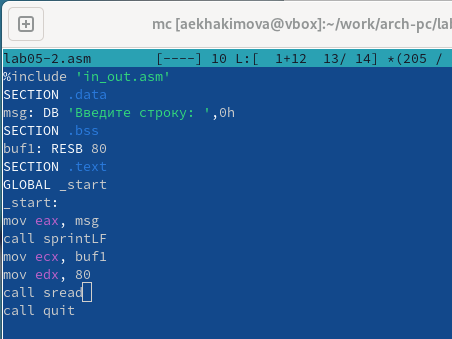 mc [aekhakimova@vbox]:~/work/arch-pc/lab
lab05-2.asm [----] 10 L:[ 1+12 13/ 14] *(205 /
%include 'in_out.asm'
SECTION .data
msg: DB 'Введите строку: ',0h
SECTION .bss
buf1: RESB 80
SECTION .text
GLOBAL _start
_start:
mov eax, msg
call sprintLF
mov ecx, buf1
mov edx, 80
call sread
call quit